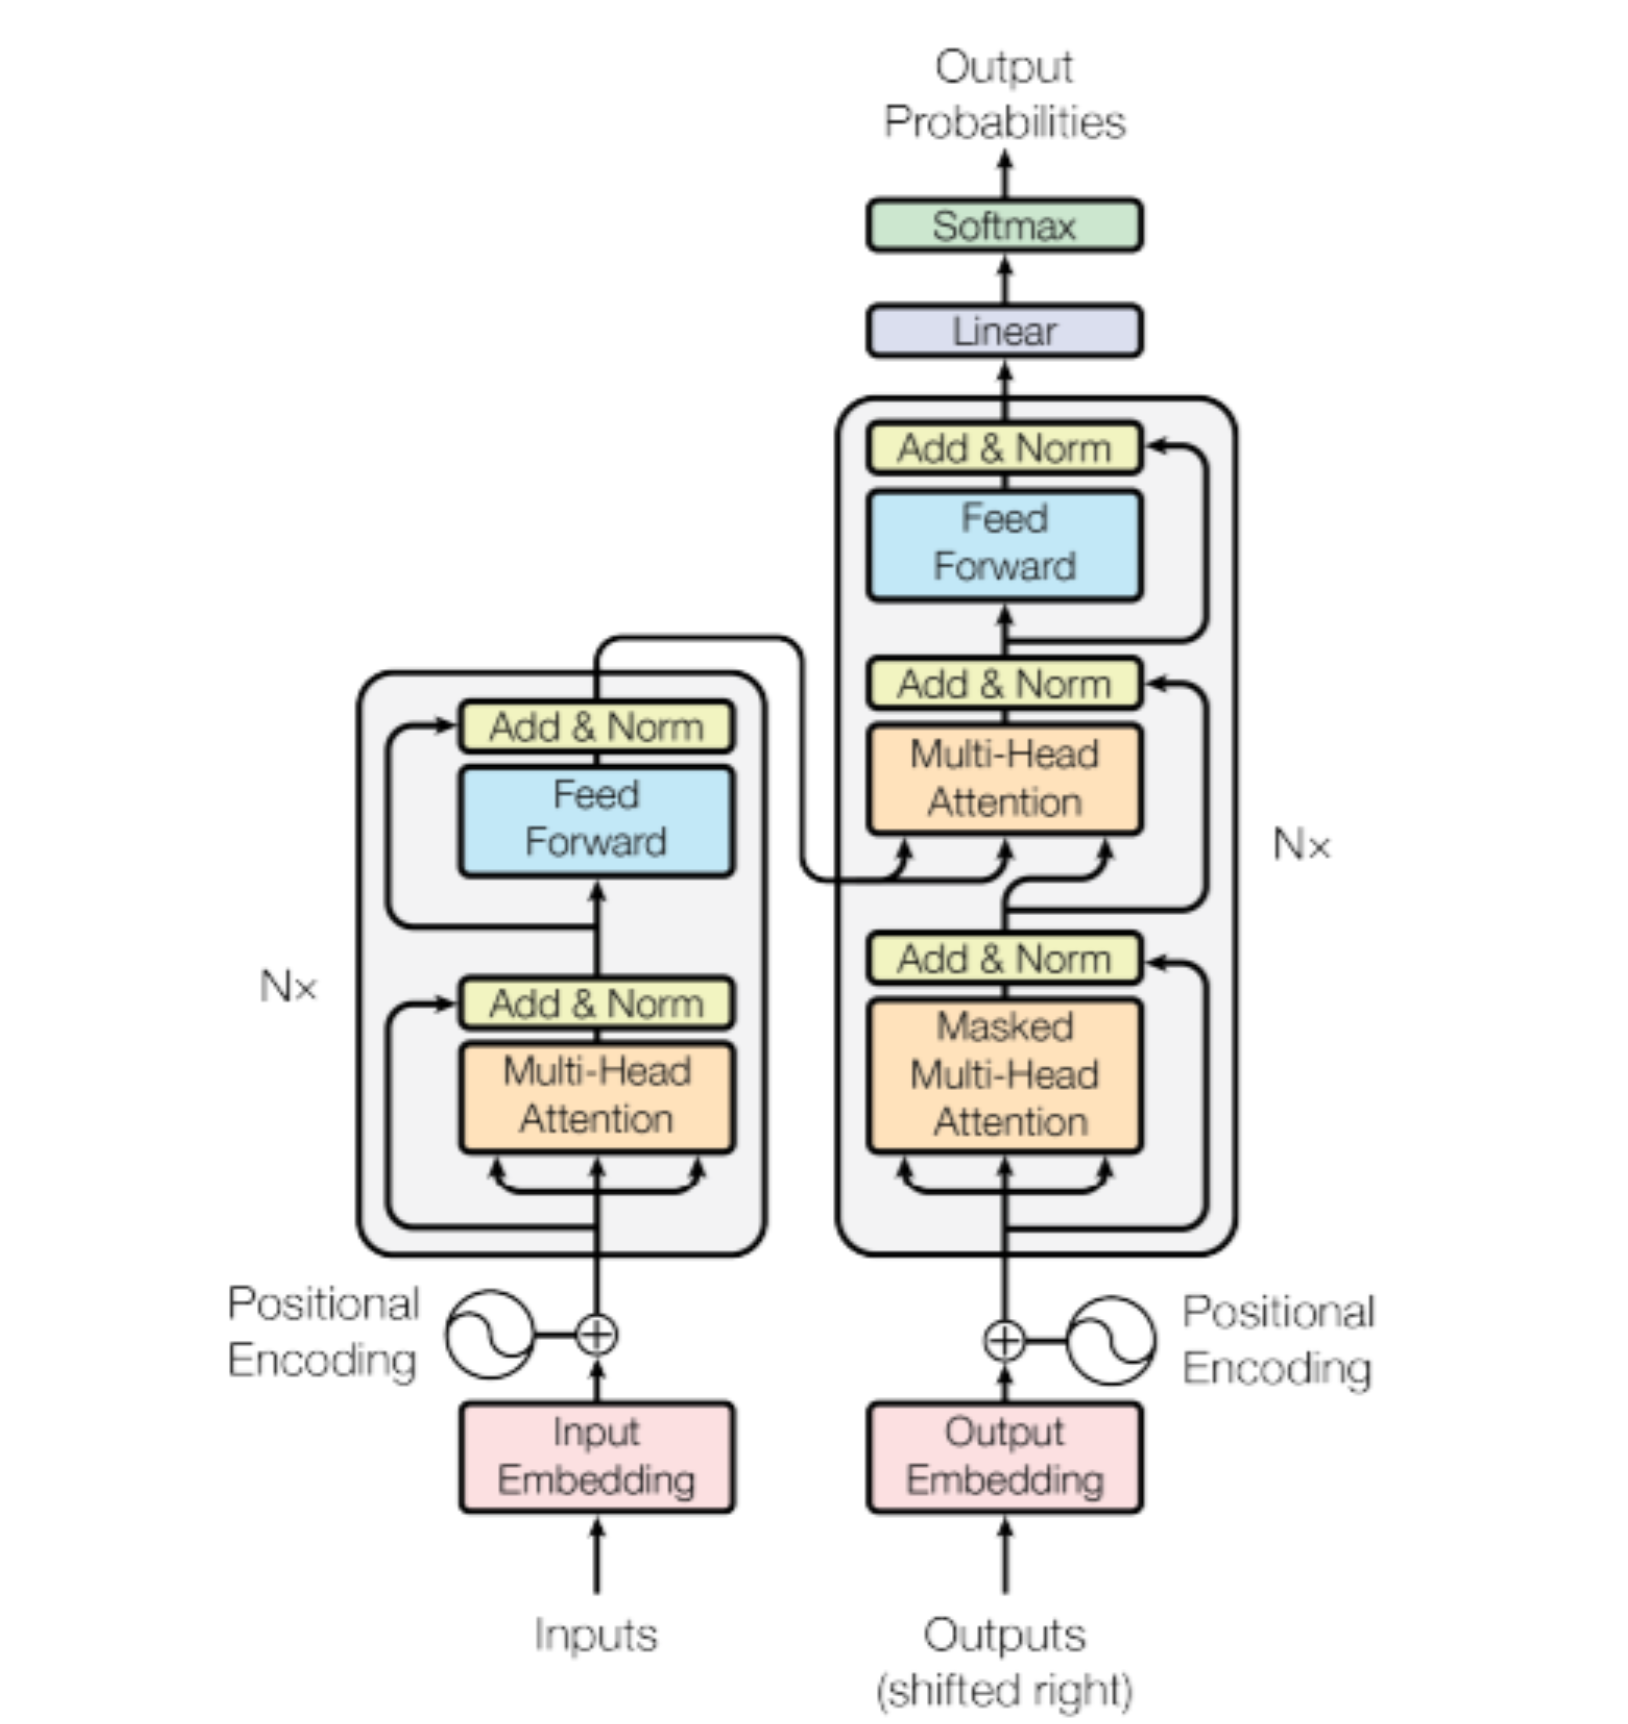 Output
Probabilities
Softmax
Linear
Add & Norm
Feed
Forward
Add & Norm
Multi-Head
Attention
Nx
Add & Norm
Masked
Multi-Head
Attention
Positional
Encoding
Output
Embedding
Outputs
(shifted right)
Add & Norm
Feed
Forward
Nx
Add & Norm
Multi-Head
Attention
Positional
Encoding
Input
Embedding
Inputs